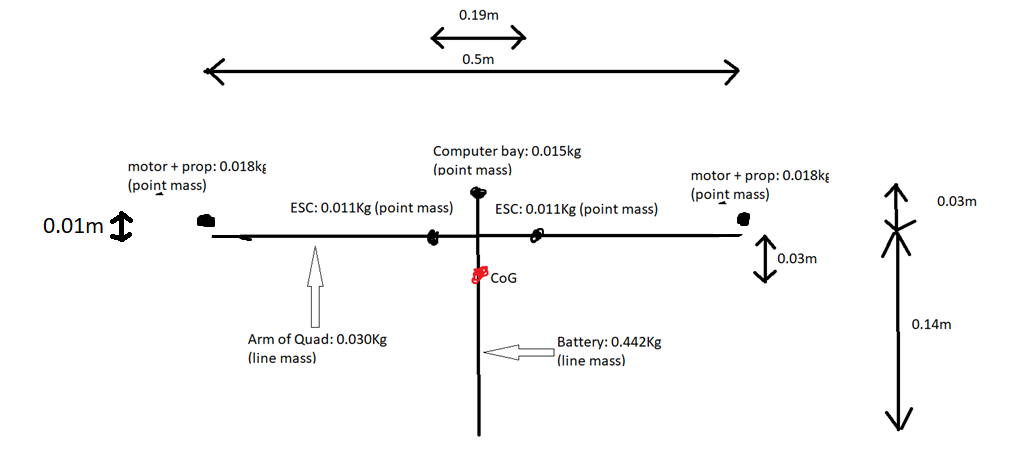 0.19m
0.5m
Computer bay: 0.015kg
(point mass)
motor + prop: 0.018kg
(point mass)
motor + prop: 0.018kg
(point mass)
ESC: 0.011Kg (point mass)
ESC: 0.011Kg (point mass)
0.03m
0.01m
0.03m
CoG
0.14m
Arm of Quad: 0.030Kg
(line mass)
Battery: 0.442Kg
(line mass)